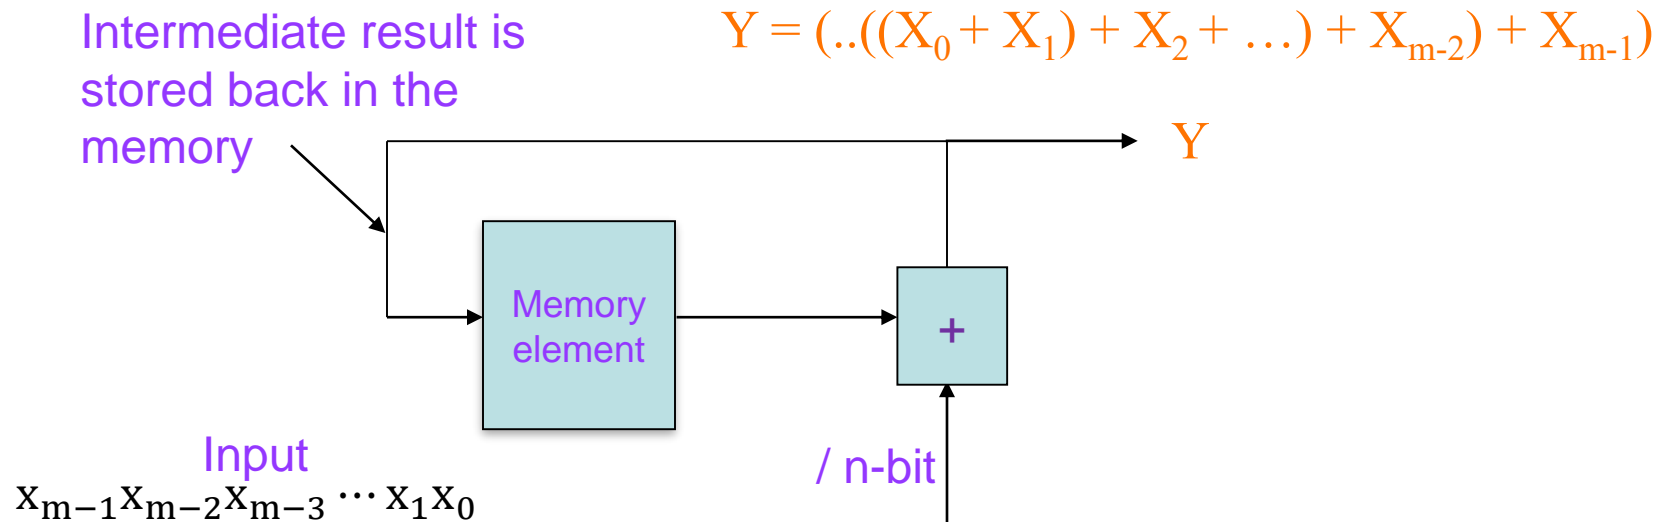 Intermediate result is
stored back in the
memory
Y = (..((X₀ + X₁) + X₂ + …) + Xₘ₋₂) + Xₘ₋₁)
Y
Memory
element
+
Input
xₘ₋₁xₘ₋₂xₘ₋₃ ⋯ x₁x₀
/ n-bit